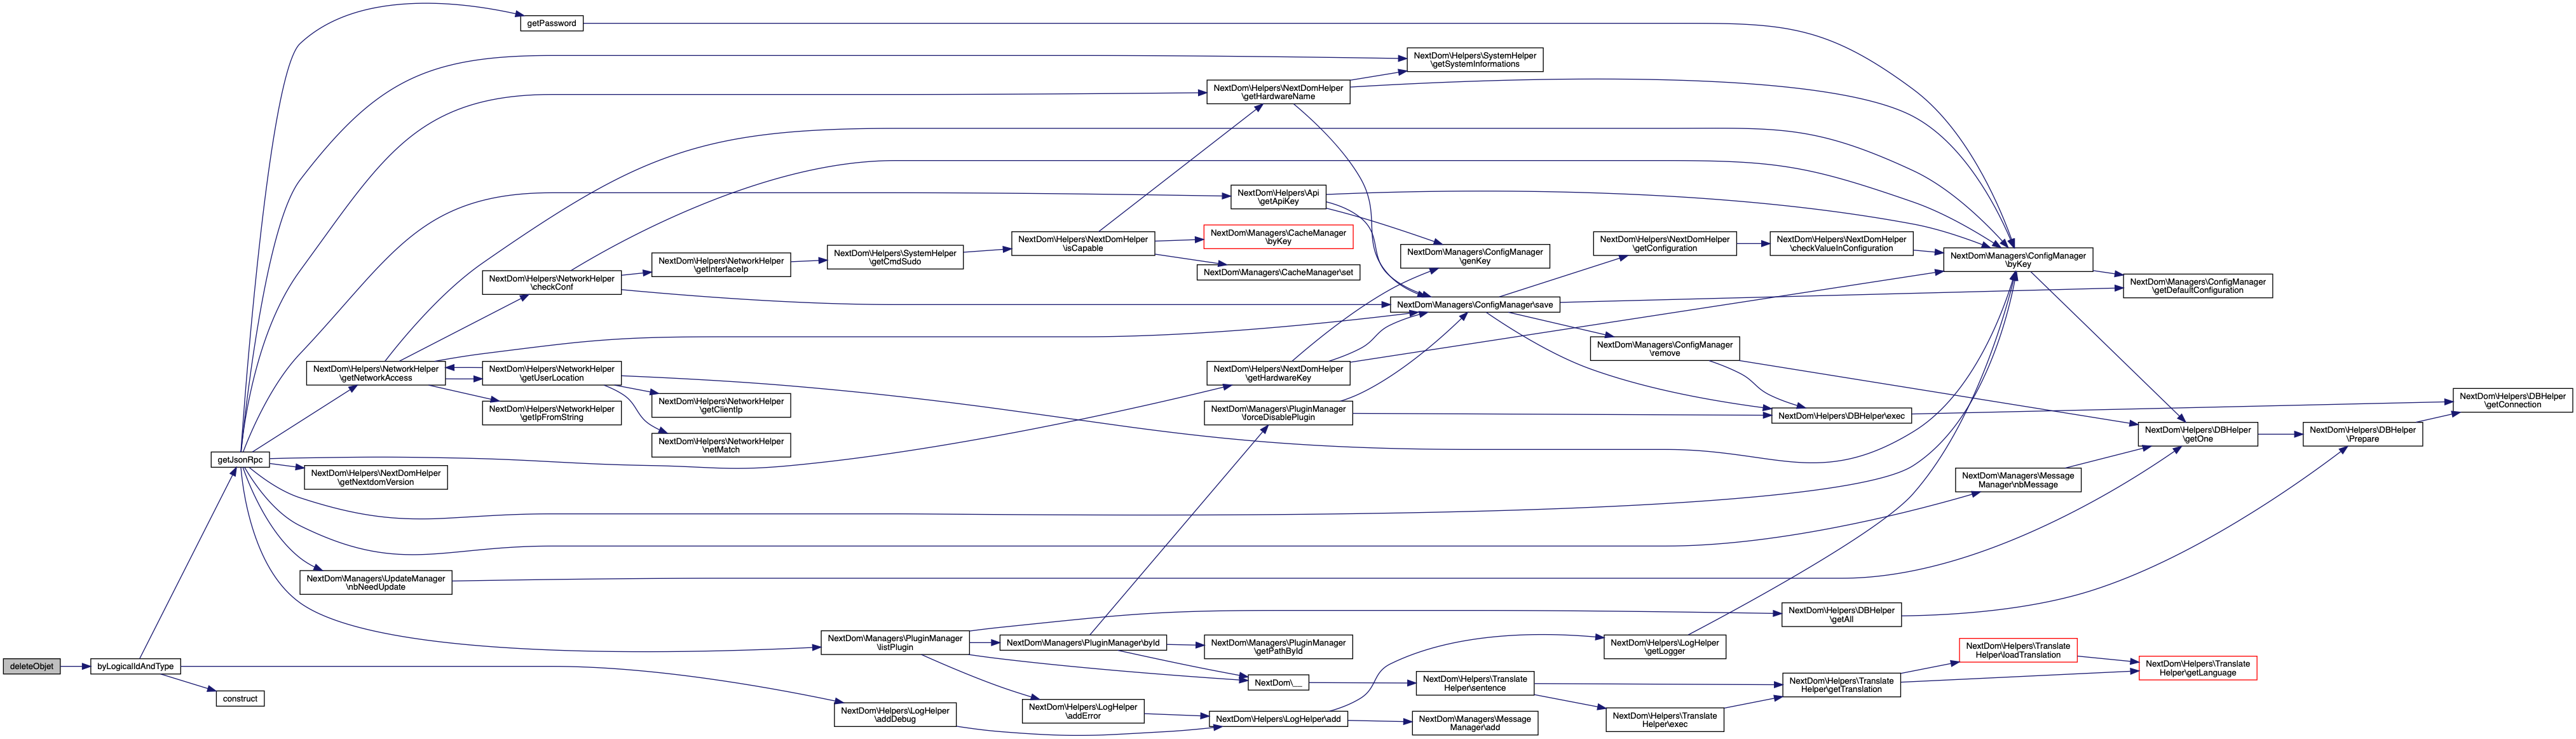 getPassword
NextDom\Helpers\SystemHelper
\getSystemInformations
NextDom\Helpers\NextDomHelper
\getHardwareName
NextDom\Helpers\Api
\getApiKey
NextDom\Managers\CacheManager
\byKey
NextDom\Helpers\NextDomHelper
\isCapable
NextDom\Helpers\SystemHelper
\getCmdSudo
NextDom\Helpers\NetworkHelper
\getInterfaceIp
NextDom\Helpers\NetworkHelper
\checkConf
NextDom\Managers\CacheManager\set
NextDom\Managers\ConfigManager
\genKey
NextDom\Helpers\NextDomHelper
\getConfiguration
NextDom\Helpers\NextDomHelper
\checkValueInConfiguration
NextDom\Managers\ConfigManager
\byKey
NextDom\Managers\ConfigManager
\getDefaultConfiguration
NextDom\Managers\ConfigManager\save
NextDom\Managers\ConfigManager
\remove
NextDom\Helpers\NetworkHelper
\getNetworkAccess
NextDom\Helpers\NetworkHelper
\getUserLocation
NextDom\Helpers\NextDomHelper
\getHardwareKey
NextDom\Helpers\NetworkHelper
\getIpFromString
NextDom\Helpers\NetworkHelper
\getClientIp
NextDom\Managers\PluginManager
\forceDisablePlugin
NextDom\Helpers\DBHelper\exec
NextDom\Helpers\DBHelper
\getConnection
NextDom\Helpers\NetworkHelper
\netMatch
NextDom\Helpers\DBHelper
\getOne
NextDom\Helpers\DBHelper
\Prepare
getJsonRpc
NextDom\Helpers\NextDomHelper
\getNextdomVersion
NextDom\Managers\Message
Manager\nbMessage
NextDom\Managers\UpdateManager
\nbNeedUpdate
NextDom\Helpers\DBHelper
\getAll
NextDom\Managers\PluginManager
\listPlugin
NextDom\Managers\PluginManager\byId
NextDom\Managers\PluginManager
\getPathById
NextDom\Helpers\LogHelper
\getLogger
NextDom\Helpers\Translate
Helper\loadTranslation
NextDom\Helpers\Translate
Helper\getLanguage
deleteObjet
byLogicalIdAndType
construct
NextDom\__
NextDom\Helpers\Translate
Helper\sentence
NextDom\Helpers\Translate
Helper\getTranslation
NextDom\Helpers\LogHelper
\addDebug
NextDom\Helpers\LogHelper
\addError
NextDom\Helpers\LogHelper\add
NextDom\Managers\Message
Manager\add
NextDom\Helpers\Translate
Helper\exec